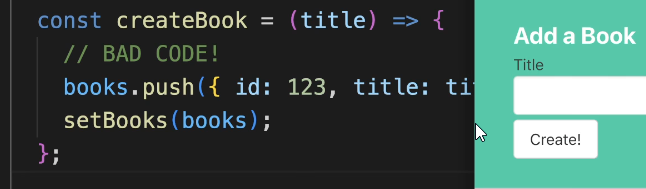 const createBook = (title) => {
// BAD CODE!
books.push({ id: 123, title:
setBooks(books);
};
Add a Book
Title
Create!